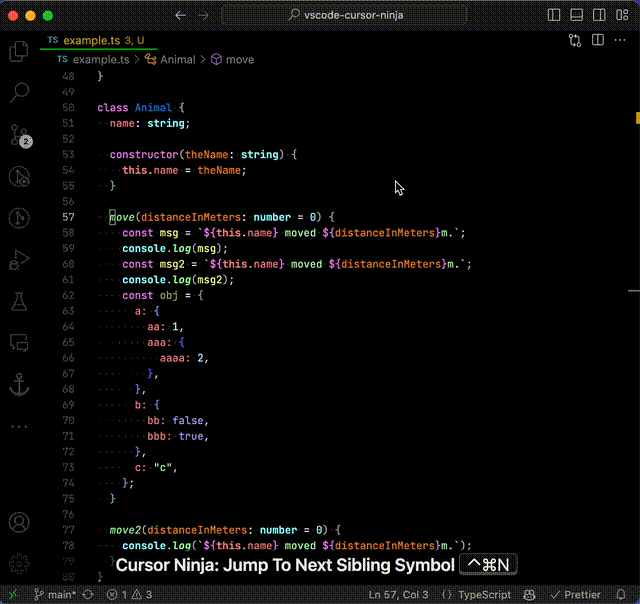 vscode-cursor-ninja
TS example.ts 3, U
TS example.ts > Animal > move
48 }
49
50 class Animal {
51 name: string;
52
53 constructor(theName: string) {
54 this.name = theName;
55 }
56
57 move(distanceInMeters: number = 0) {
58 const msg = `${this.name} moved ${distanceInMeters}m.`;
59 console.log(msg);
60 const msg2 = `${this.name} moved ${distanceInMeters}m.`;
61 console.log(msg2);
62 const obj = {
63 a: {
64 aa: 1,
65 aaa: {
66 aaaa: 2,
67 },
68 },
69 b: {
70 bb: false,
71 bbb: true,
72 },
73 c: "c",
74 };
75 }
76
77 move2(distanceInMeters: number = 0) {
78 console.log(`${this.name} moved ${distanceInMeters}m.`);
79 }
80 }
2
Cursor Ninja: Jump To Next Sibling Symbol ^⌘N
main* 1 3 Ln 57, Col 3 {} TypeScript Prettier